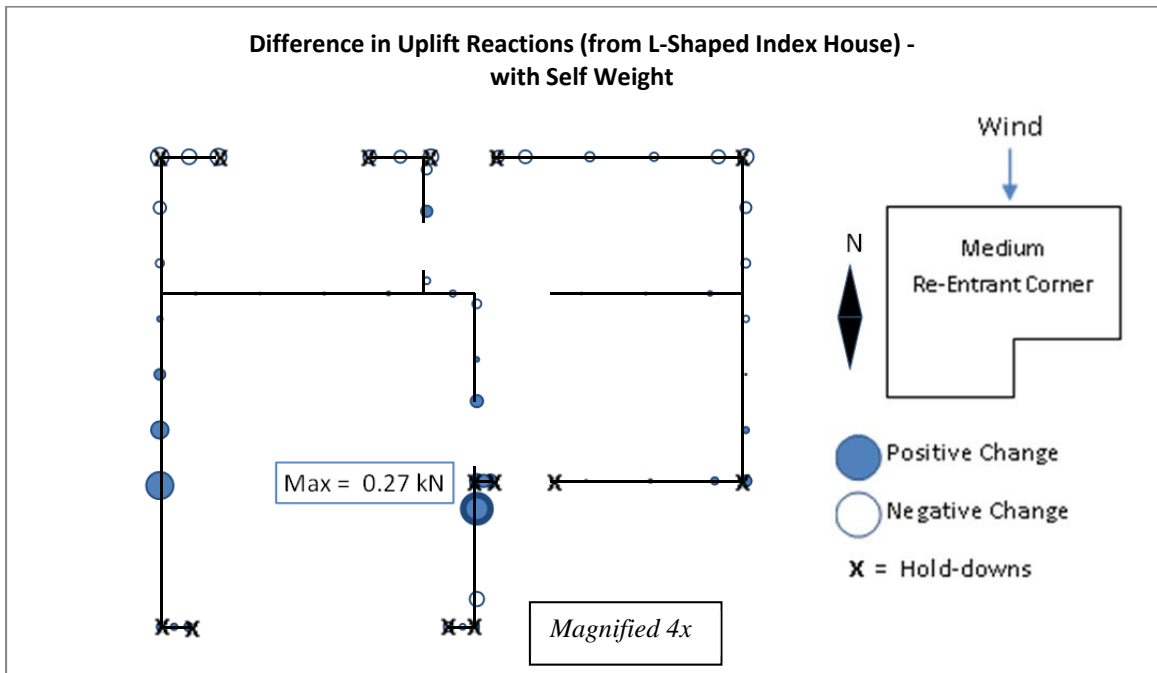 Difference in Uplift Reactions (from L-Shaped Index House) -
with Self Weight
Wind
N
Medium
Re-Entrant Corner
Max = 0.27 kN
Positive Change
Negative Change
X = Hold-downs
Magnified 4x